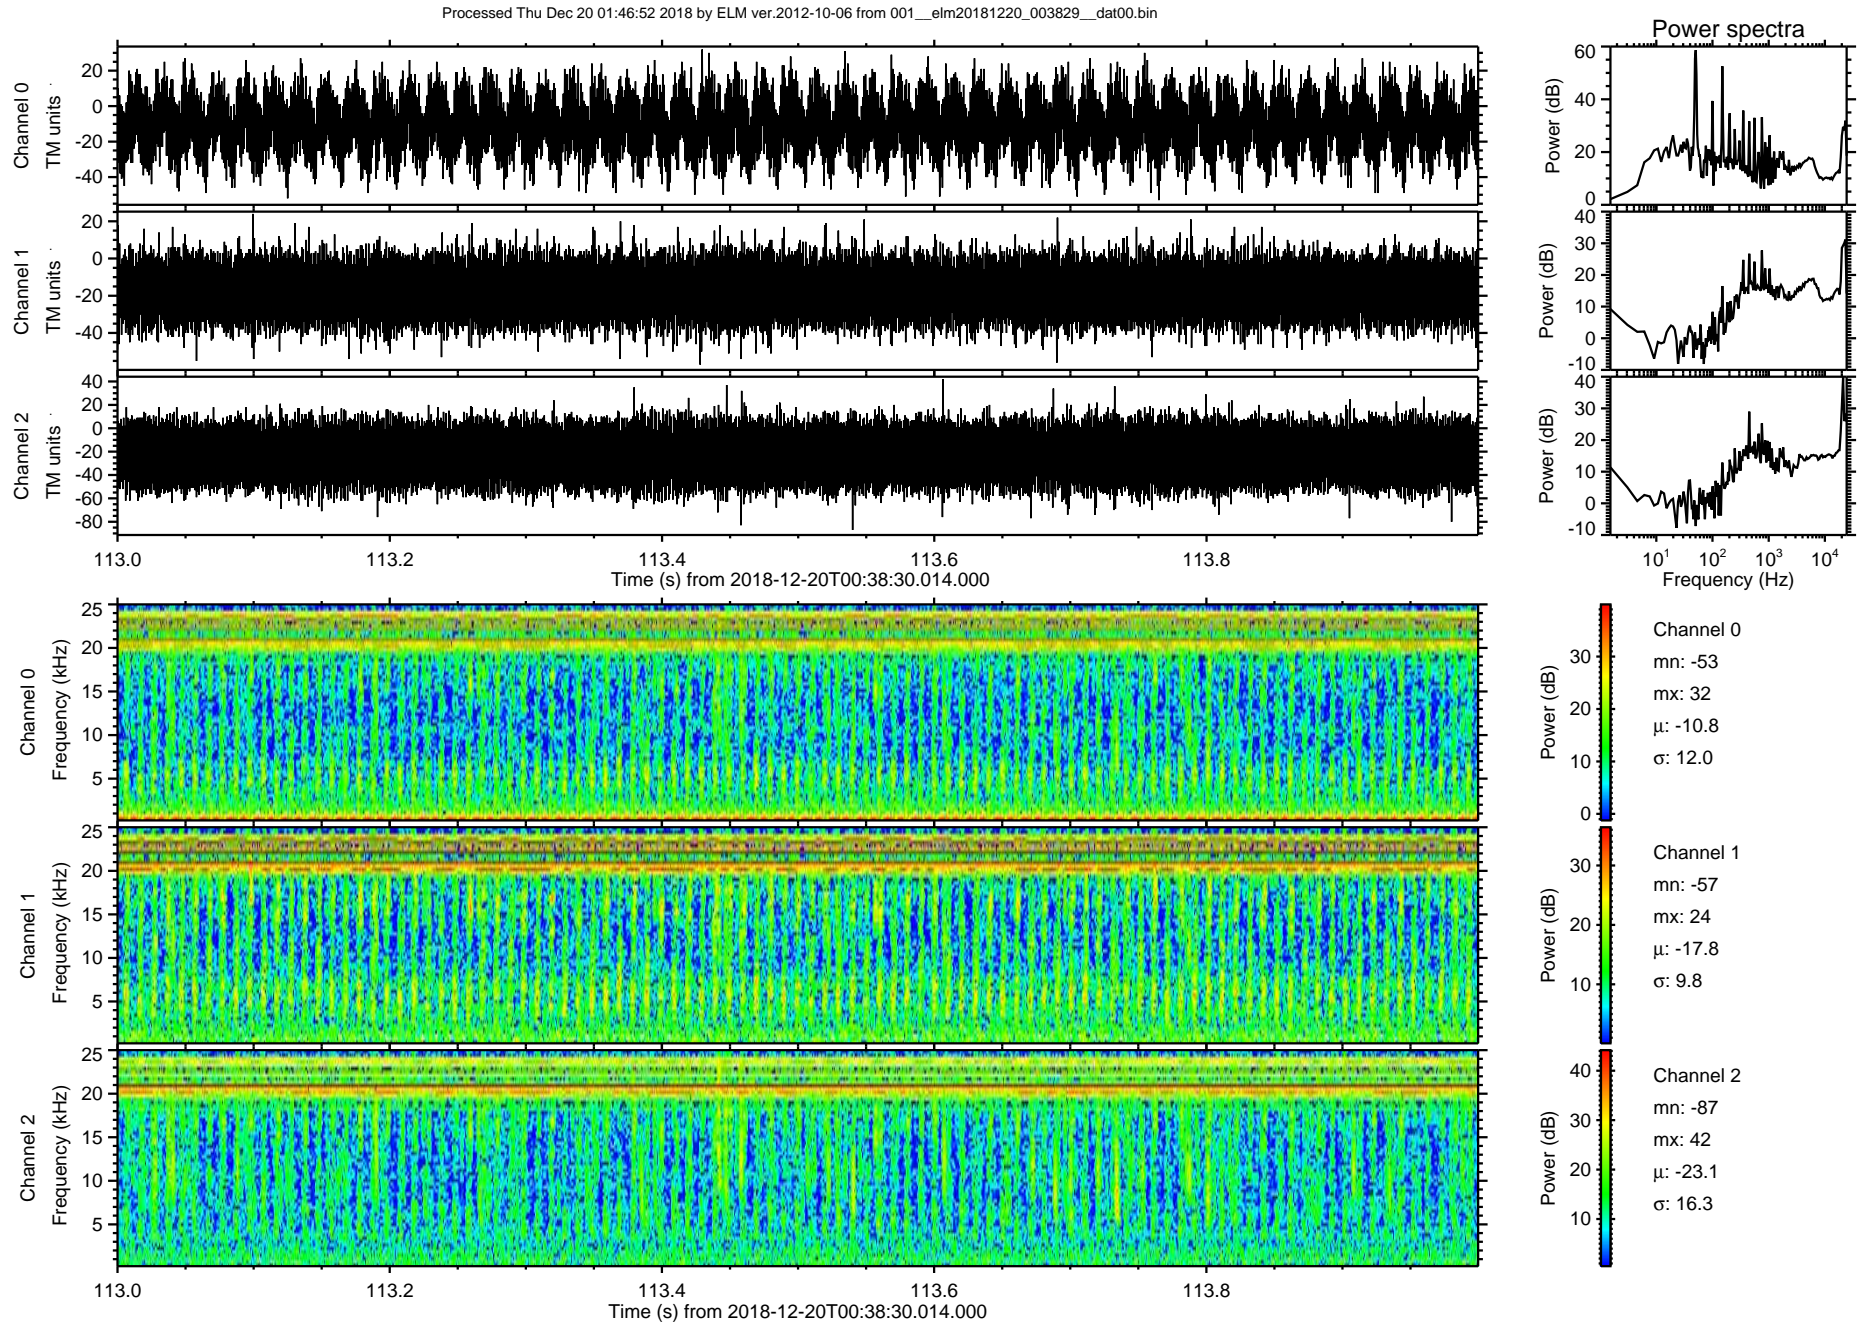 Processed Thu Dec 20 01:46:52 2018 by ELM ver.2012-10-06 from 001__elm20181220_003829__dat00.bin
Power spectra
Channel 0
TM units
20
0
-20
-40
Power (dB)
60
40
20
0
Channel 1
TM units
20
0
-20
-40
Power (dB)
40
30
20
10
0
-10
Channel 2
TM units
40
20
0
-20
-40
-60
-80
Power (dB)
40
30
20
10
0
-10
113.0 113.2 113.4 113.6 113.8
Time (s) from 2018-12-20T00:38:30.014.000
10^1 10^2 10^3 10^4
Frequency (Hz)
Channel 0
Frequency (kHz)
25
20
15
10
5
Power (dB)
30
20
10
0
Channel 0
mn: -53
mx: 32
μ: -10.8
σ: 12.0
Channel 1
Frequency (kHz)
25
20
15
10
5
Power (dB)
30
20
10
Channel 1
mn: -57
mx: 24
μ: -17.8
σ: 9.8
Channel 2
Frequency (kHz)
25
20
15
10
5
Power (dB)
40
30
20
10
Channel 2
mn: -87
mx: 42
μ: -23.1
σ: 16.3
113.0 113.2 113.4 113.6 113.8
Time (s) from 2018-12-20T00:38:30.014.000